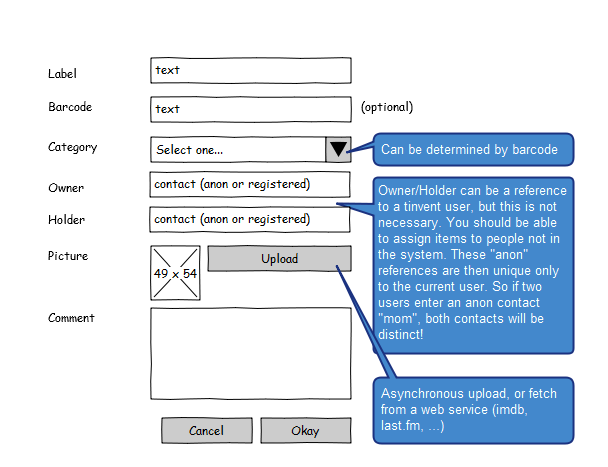 Label
text
Barcode
text
(optional)
Category
Select one...
Can be determined by barcode
Owner
contact (anon or registered)
Holder
contact (anon or registered)
Owner/Holder can be a reference
to a tinvent user, but this is not
necessary. You should be able
to assign items to people not in
the system. These "anon"
references are then unique only
to the current user. So if two
users enter an anon contact
"mom", both contacts will be
distinct!
Picture
49 x 54
Upload
Comment
Asynchronous upload, or fetch
from a web service (imdb,
last.fm, ...)
Cancel
Okay